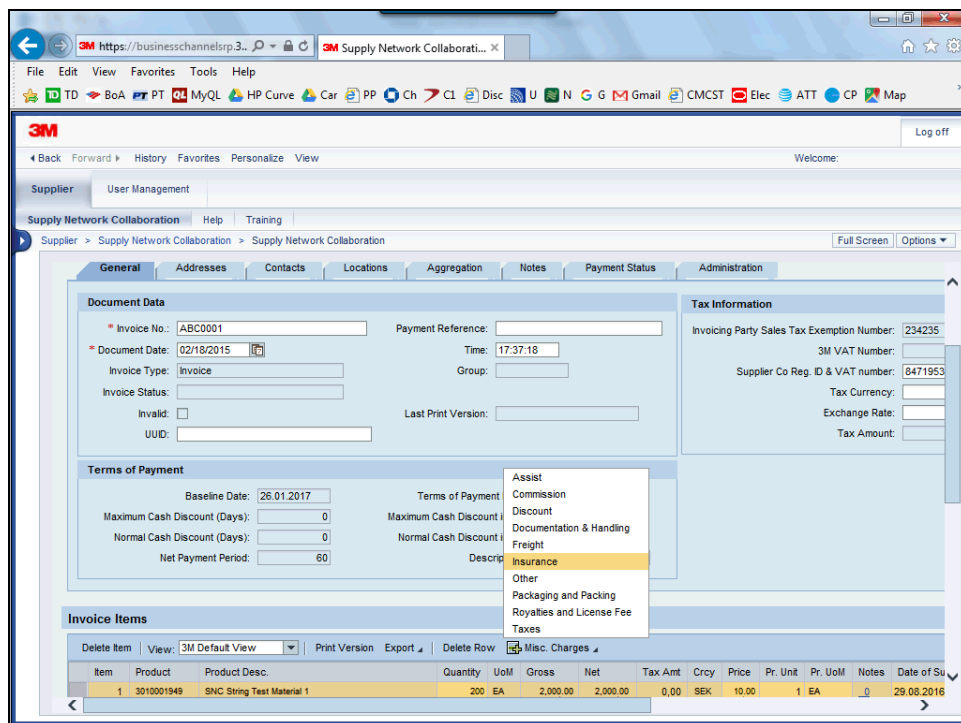 3M https://businesschannelsrp.3.. 3M Supply Network Collaborati... ×
File Edit View Favorites Tools Help
TD TD BoA PT PT QL MyQL HP Curve Car PP Ch C1 Disc U N G G Gmail CMCST Elec ATT CP Map »
3M Log off
Back Forward History Favorites Personalize View Welcome:
Supplier User Management
Supply Network Collaboration Help Training
Supplier > Supply Network Collaboration > Supply Network Collaboration Full Screen Options
General Addresses Contacts Locations Aggregation Notes Payment Status Administration
Document Data Tax Information
* Invoice No.: ABC0001 Payment Reference: Invoicing Party Sales Tax Exemption Number: 234235
* Document Date: 02/18/2015 Time: 17:37:18 3M VAT Number:
Invoice Type: Invoice Group: Supplier Co Reg. ID & VAT number: 8471953
Invoice Status: Tax Currency:
Invalid: Last Print Version: Exchange Rate:
UUID: Tax Amount:
Terms of Payment
Baseline Date: 26.01.2017 Terms of Payment
Maximum Cash Discount (Days): 0 Maximum Cash Discount i
Normal Cash Discount (Days): 0 Normal Cash Discount i
Net Payment Period: 60 Descrip
Assist
Commission
Discount
Documentation & Handling
Freight
Insurance
Other
Packaging and Packing
Royalties and License Fee
Taxes
Invoice Items
Delete Item View: 3M Default View Print Version Export Delete Row Misc. Charges
Item Product Product Desc. Quantity UoM Gross Net Tax Amt Crcy Price Pr. Unit Pr. UoM Notes Date of Su
1 3010001949 SNC String Test Material 1 200 EA 2,000.00 2,000.00 0,00 SEK 10.00 1 EA 0 29.08.2016